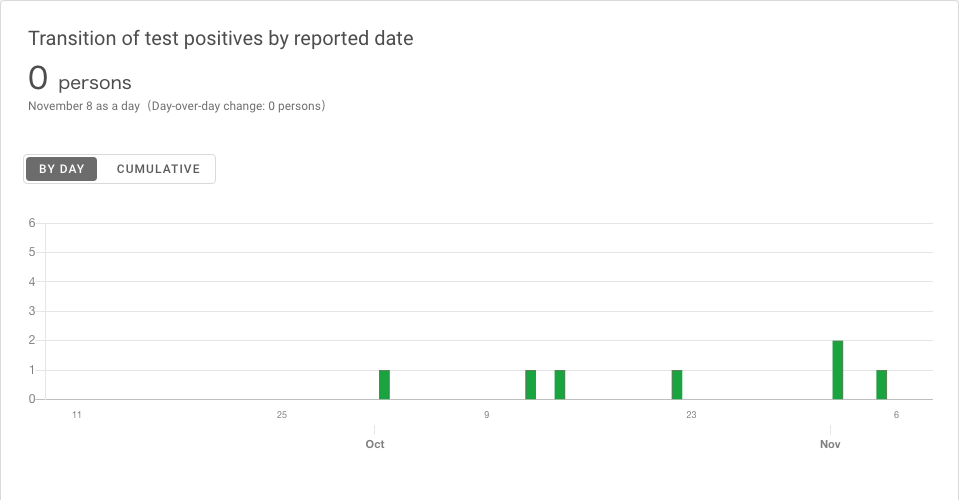 Transition of test positives by reported date
0 persons
November 8 as a day（Day-over-day change: 0 persons）
BY DAY CUMULATIVE
6
5
4
3
2
1
0
11 25 9 23 6
Oct Nov